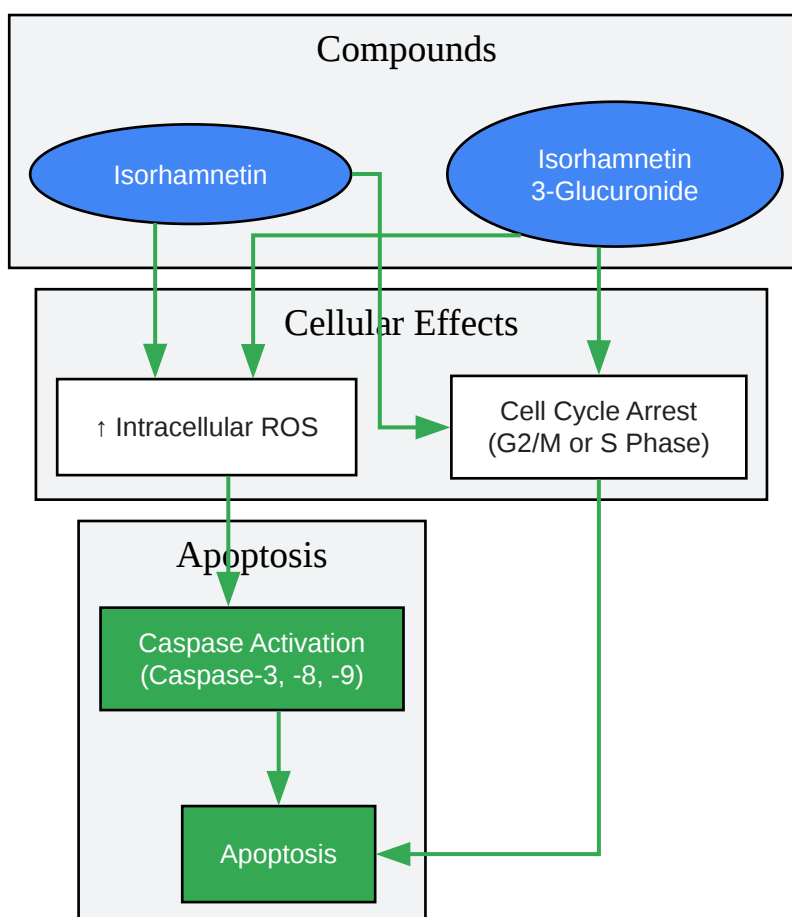 Compounds
Isorhamnetin
Isorhamnetin
3-Glucuronide
Cellular Effects
↑ Intracellular ROS
Cell Cycle Arrest
(G2/M or S Phase)
Apoptosis
Caspase Activation
(Caspase-3, -8, -9)
Apoptosis